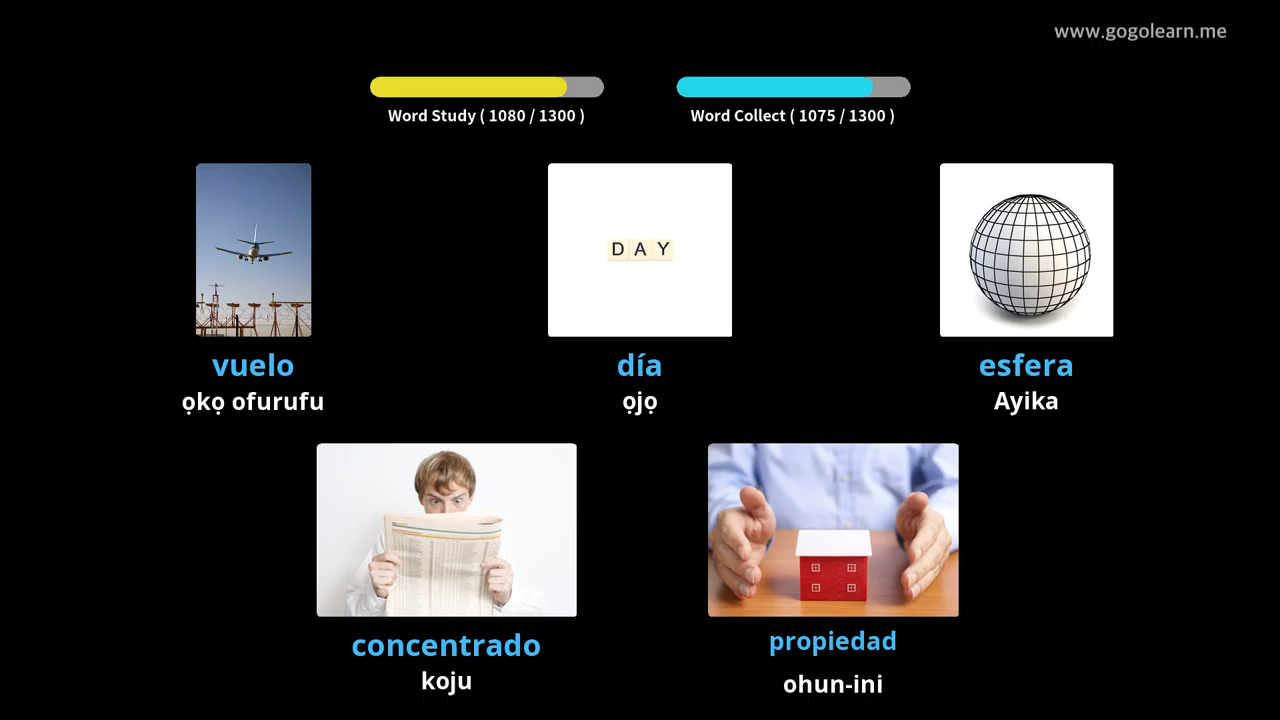 www.gogolearn.me
Word Study ( 1080 / 1300 )
Word Collect ( 1075 / 1300 )
DAY
vuelo
ọkọ ofurufu
día
ọjọ
esfera
Ayika
concentrado
koju
propiedad
ohun-ini